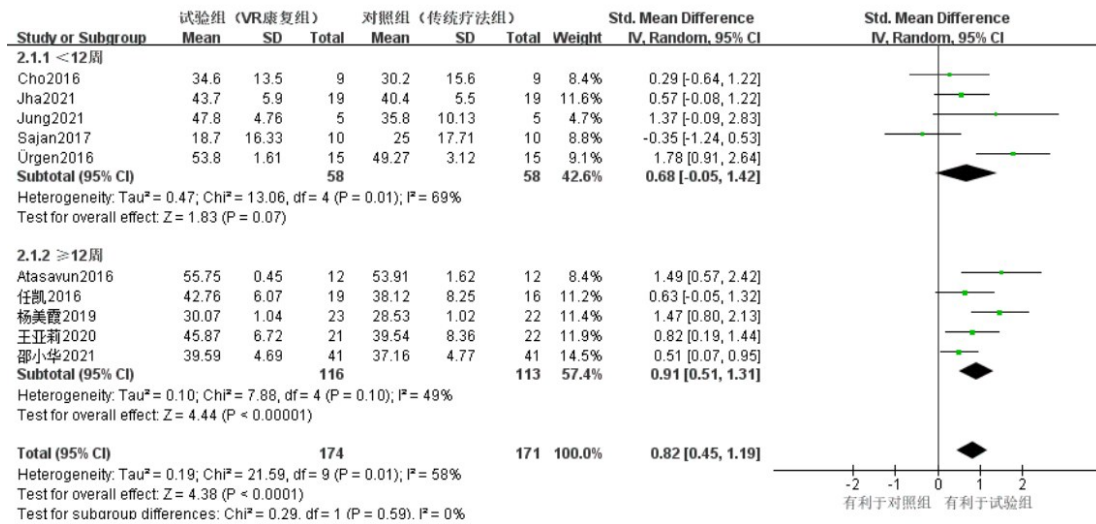 试验组（VR康复组） 对照组（传统疗法组） Std. Mean Difference Std. Mean Difference
Study or Subgroup Mean SD Total Mean SD Total Weight IV, Random, 95% CI IV, Random, 95% CI
2.1.1 <12周
Cho2016 34.6 13.5 9 30.2 15.6 9 8.4% 0.29 [-0.64, 1.22]
Jha2021 43.7 5.9 19 40.4 5.5 19 11.6% 0.57 [-0.08, 1.22]
Jung2021 47.8 4.76 5 35.8 10.13 5 4.7% 1.37 [-0.09, 2.83]
Sajan2017 18.7 16.33 10 25 17.71 10 8.8% -0.35 [-1.24, 0.53]
Ürgen2016 53.8 1.61 15 49.27 3.12 15 9.1% 1.78 [0.91, 2.64]
Subtotal (95% CI) 58 58 42.6% 0.68 [-0.05, 1.42]
Heterogeneity: Tau² = 0.47; Chi² = 13.06, df = 4 (P = 0.01); I² = 69%
Test for overall effect: Z = 1.83 (P = 0.07)
2.1.2 ≥12周
Atasavun2016 55.75 0.45 12 53.91 1.62 12 8.4% 1.49 [0.57, 2.42]
任凯2016 42.76 6.07 19 38.12 8.25 16 11.2% 0.63 [-0.05, 1.32]
杨美霞2019 30.07 1.04 23 28.53 1.02 22 11.4% 1.47 [0.80, 2.13]
王亚莉2020 45.87 6.72 21 39.54 8.36 22 11.9% 0.82 [0.19, 1.44]
邵小华2021 39.59 4.69 41 37.16 4.77 41 14.5% 0.51 [0.07, 0.95]
Subtotal (95% CI) 116 113 57.4% 0.91 [0.51, 1.31]
Heterogeneity: Tau² = 0.10; Chi² = 7.88, df = 4 (P = 0.10); I² = 49%
Test for overall effect: Z = 4.44 (P < 0.00001)
Total (95% CI) 174 171 100.0% 0.82 [0.45, 1.19]
Heterogeneity: Tau² = 0.19; Chi² = 21.59, df = 9 (P = 0.01); I² = 58%
Test for overall effect: Z = 4.38 (P < 0.0001)
Test for subgroup differences: Chi² = 0.29, df = 1 (P = 0.59), I² = 0%
-2 -1 0 1 2
有利于对照组 有利于试验组